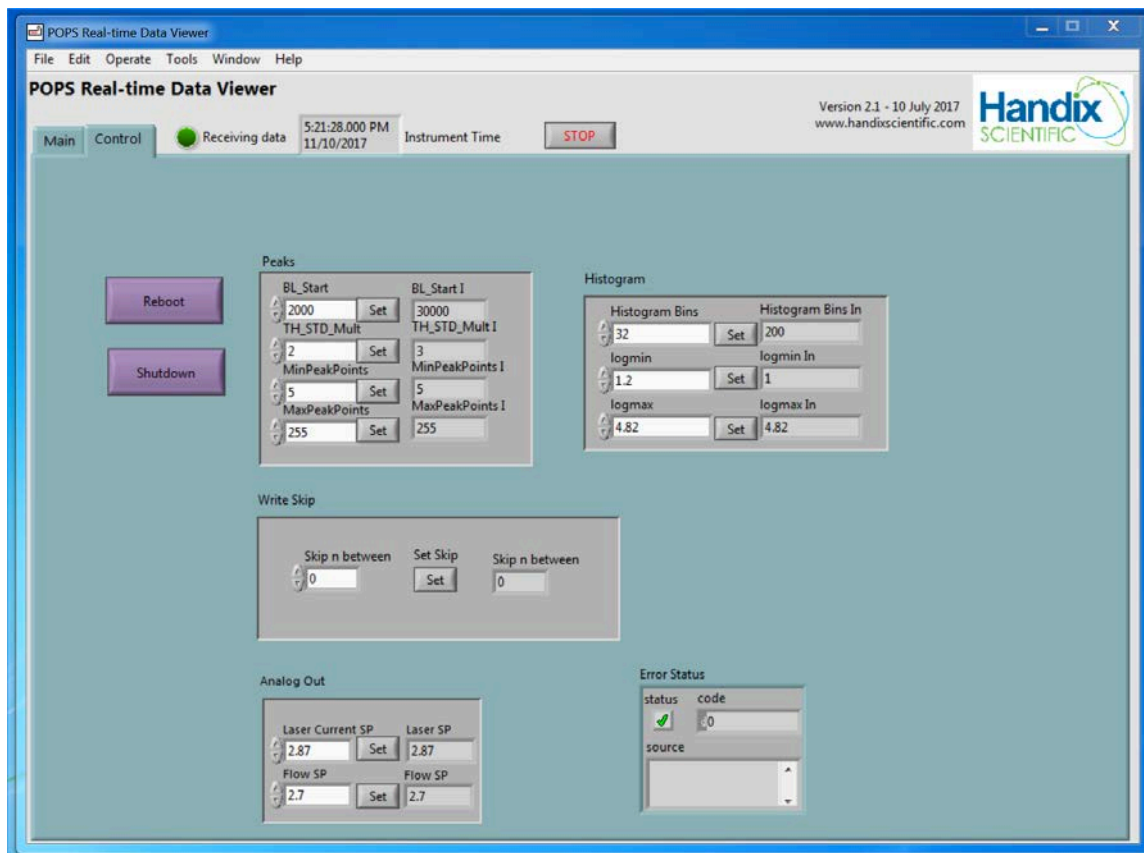 POPS Real-time Data Viewer
File Edit Operate Tools Window Help
POPS Real-time Data Viewer
Version 2.1 - 10 July 2017
www.handixscientific.com
Handix
SCIENTIFIC
Main Control Receiving data
5:21:28.000 PM
11/10/2017
Instrument Time
STOP
Reboot
Shutdown
Peaks
BL_Start BL_Start I
2000 Set 30000
TH_STD_Mult TH_STD_Mult I
2 Set 3
MinPeakPoints MinPeakPoints I
5 Set 5
MaxPeakPoints MaxPeakPoints I
255 Set 255
Histogram
Histogram Bins Histogram Bins In
32 Set 200
logmin logmin In
1.2 Set 1
logmax logmax In
4.82 Set 4.82
Write Skip
Skip n between Set Skip Skip n between
0 Set 0
Analog Out
Laser Current SP Laser SP
2.87 Set 2.87
Flow SP Flow SP
2.7 Set 2.7
Error Status
status code
0
source